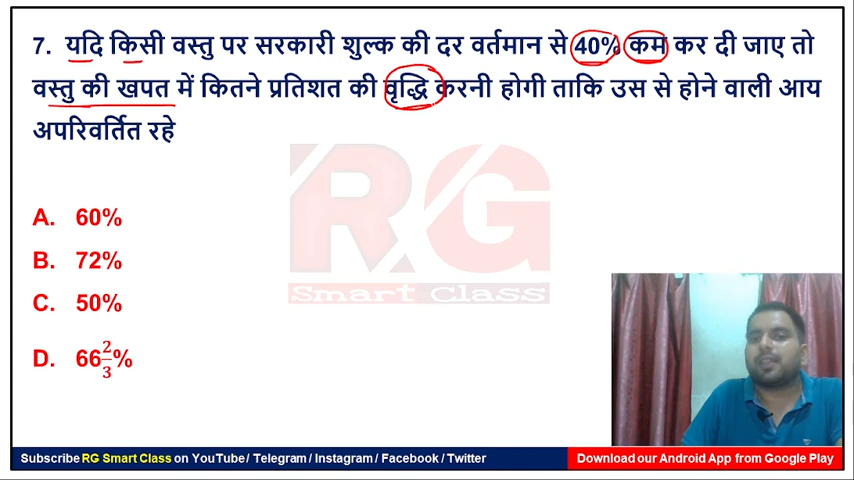 7. यदि किसी वस्तु पर सरकारी शुल्क की दर वर्तमान से 40% कम कर दी जाए तो
वस्तु की खपत में कितने प्रतिशत की वृद्धि करनी होगी ताकि उस से होने वाली आय
अपरिवर्तित रहे
RG
Smart Class
A. 60%
B. 72%
C. 50%
D. 66 2/3%
Subscribe RG Smart Class on YouTube/ Telegram / Instagram / Facebook / Twitter
Download our Android App from Google Play